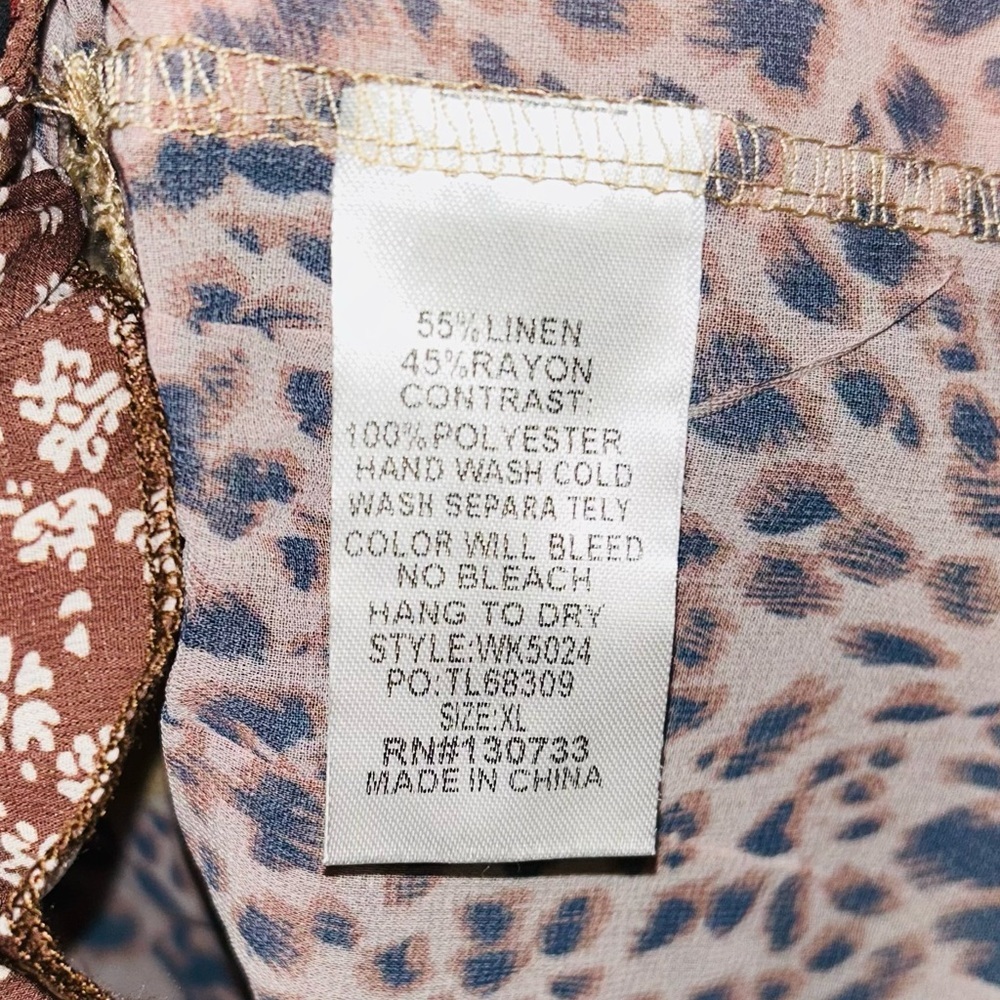 55% LINEN
45% RAYON
CONTRAST:
100% POLYESTER
HAND WASH COLD
WASH SEPARA TELY
COLOR WILL BLEED
NO BLEACH
HANG TO DRY
STYLE:WK5024
PO:TL68309
SIZE:XL
RN#130733
MADE IN CHINA